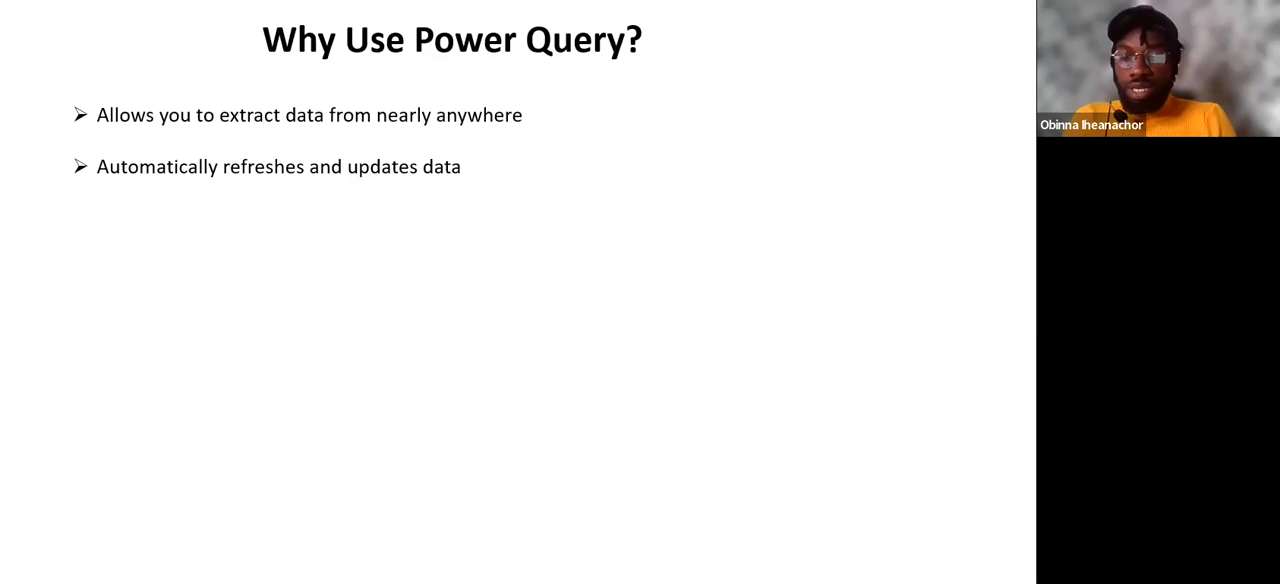 Why Use Power Query?
Allows you to extract data from nearly anywhere
Automatically refreshes and updates data
Obinna Iheanachor